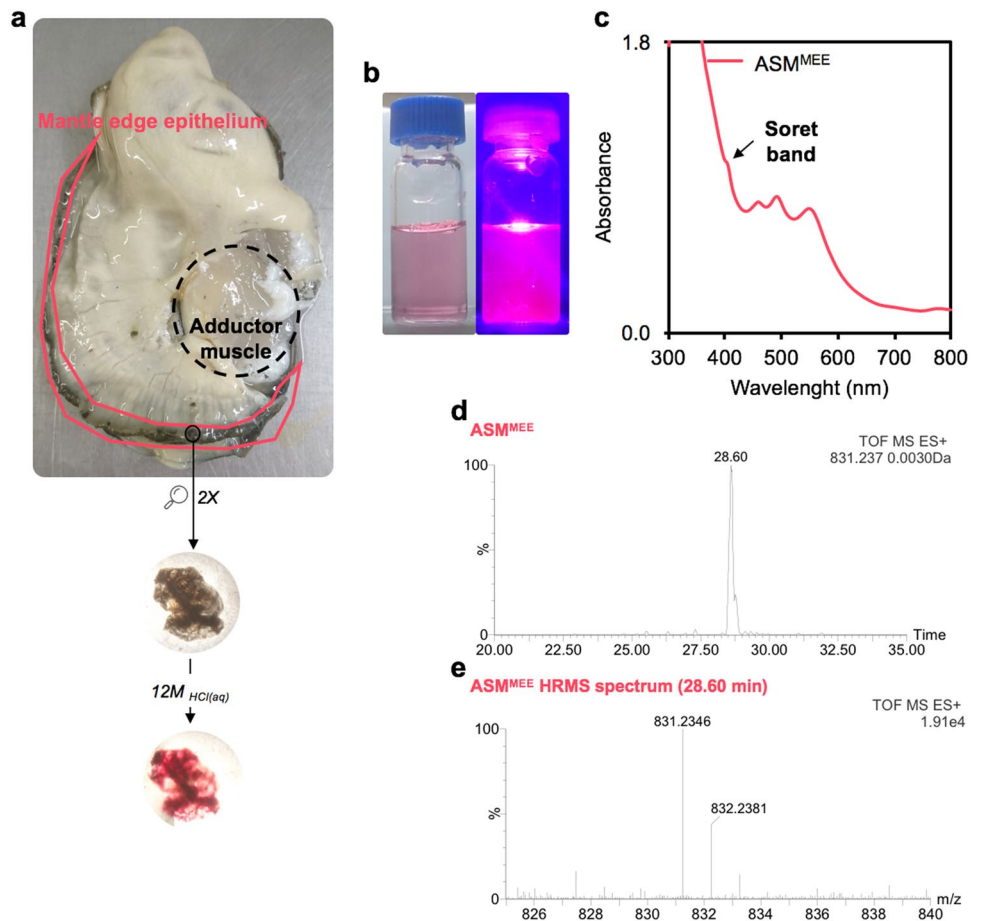 a
Mantle edge epithelium
Adductor
muscle
2X
12M HCl(aq)
b
c
1.8
ASMMEE
Soret
band
Absorbance
0.0
300 400 500 600 700 800
Wavelenght (nm)
d
ASMMEE
TOF MS ES+
831.237 0.0030Da
28.60
100
%
0
Time
20.00 22.50 25.00 27.50 30.00 32.50 35.00
e
ASMMEE HRMS spectrum (28.60 min)
TOF MS ES+
1.91e4
831.2346
100
832.2381
%
0
m/z
826 828 830 832 834 836 838 840